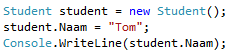 Student student = new Student();
student.Naam = "Tom";
Console.WriteLine(student.Naam);